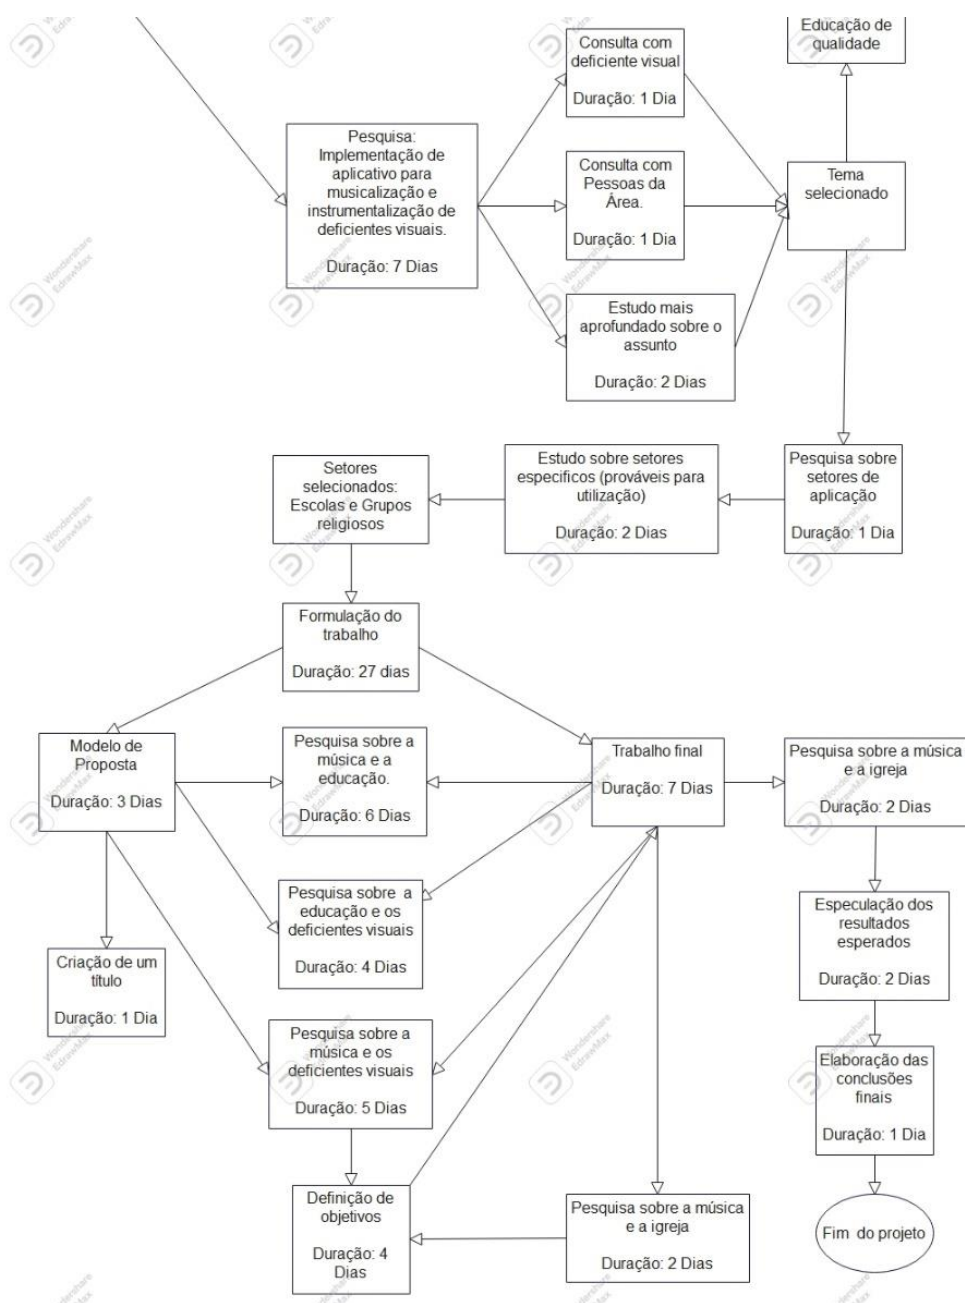 Educação de
qualidade
Consulta com
deficiente visual
Duração: 1 Dia
Pesquisa:
Implementação de
aplicativo para
musicalização e
instrumentalização de
deficientes visuais.
Duração: 7 Dias
Consulta com
Pessoas da
Área.
Duração: 1 Dia
Tema
selecionado
Estudo mais
aprofundado sobre o
assunto
Duração: 2 Dias
Setores
selecionados:
Escolas e Grupos
religiosos
Estudo sobre setores
especificos (prováveis para
utilização)
Duração: 2 Dias
Pesquisa sobre
setores de
aplicação
Duração: 1 Dia
Formulação do
trabalho
Duração: 27 dias
Modelo de
Proposta
Duração: 3 Dias
Pesquisa sobre a
música e a
educação.
Duração: 6 Dias
Trabalho final
Duração: 7 Dias
Pesquisa sobre a música
e a igreja
Duração: 2 Dias
Pesquisa sobre a
educação e os
deficientes visuais
Duração: 4 Dias
Especulação dos
resultados
esperados
Duração: 2 Dias
Criação de um
título
Duração: 1 Dia
Pesquisa sobre a
música e os
deficientes visuais
Duração: 5 Dias
Elaboração das
conclusões
finais
Duração: 1 Dia
Definição de
objetivos
Duração: 4
Dias
Pesquisa sobre a música
e a igreja
Duração: 2 Dias
Fim do projeto
Wondershare
EdrawMax